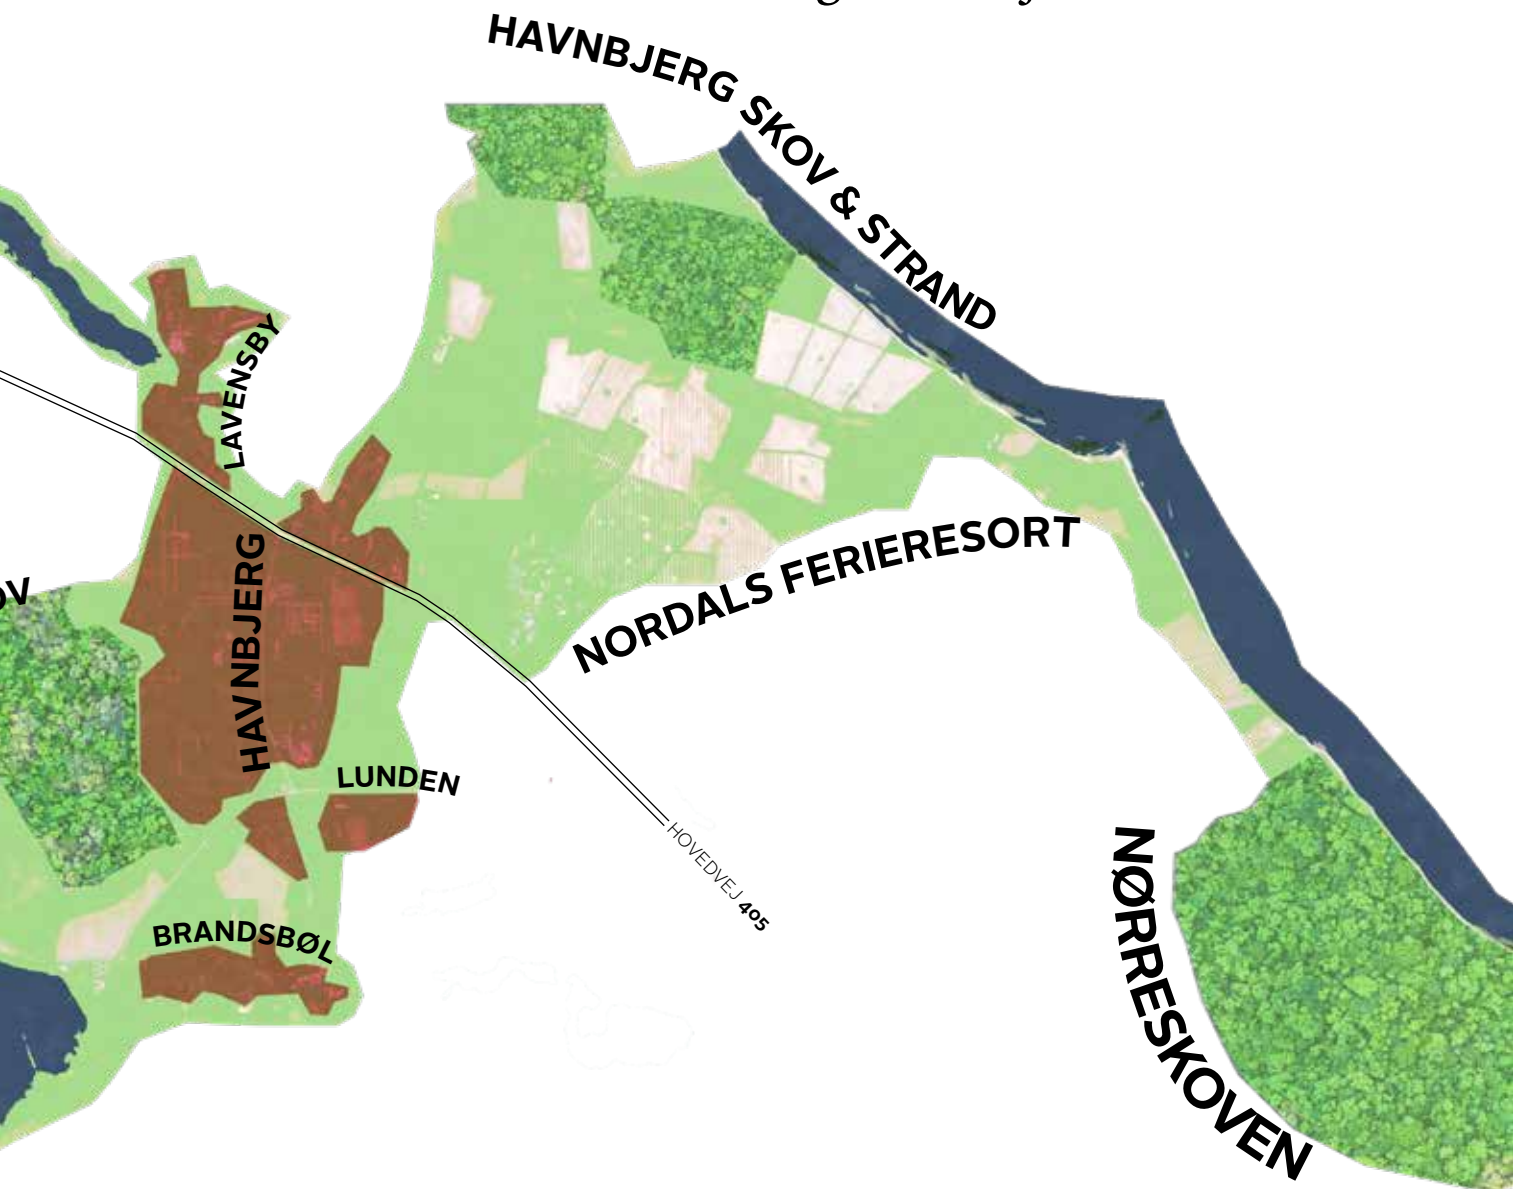 HAVNBJERG SKOV & STRAND
LAVENSBY
HAVNBJERG
NORDALS FERIERESORT
LUNDEN
HOVEDVEJ 405
NØRRESKOVEN
BRANDSBØL